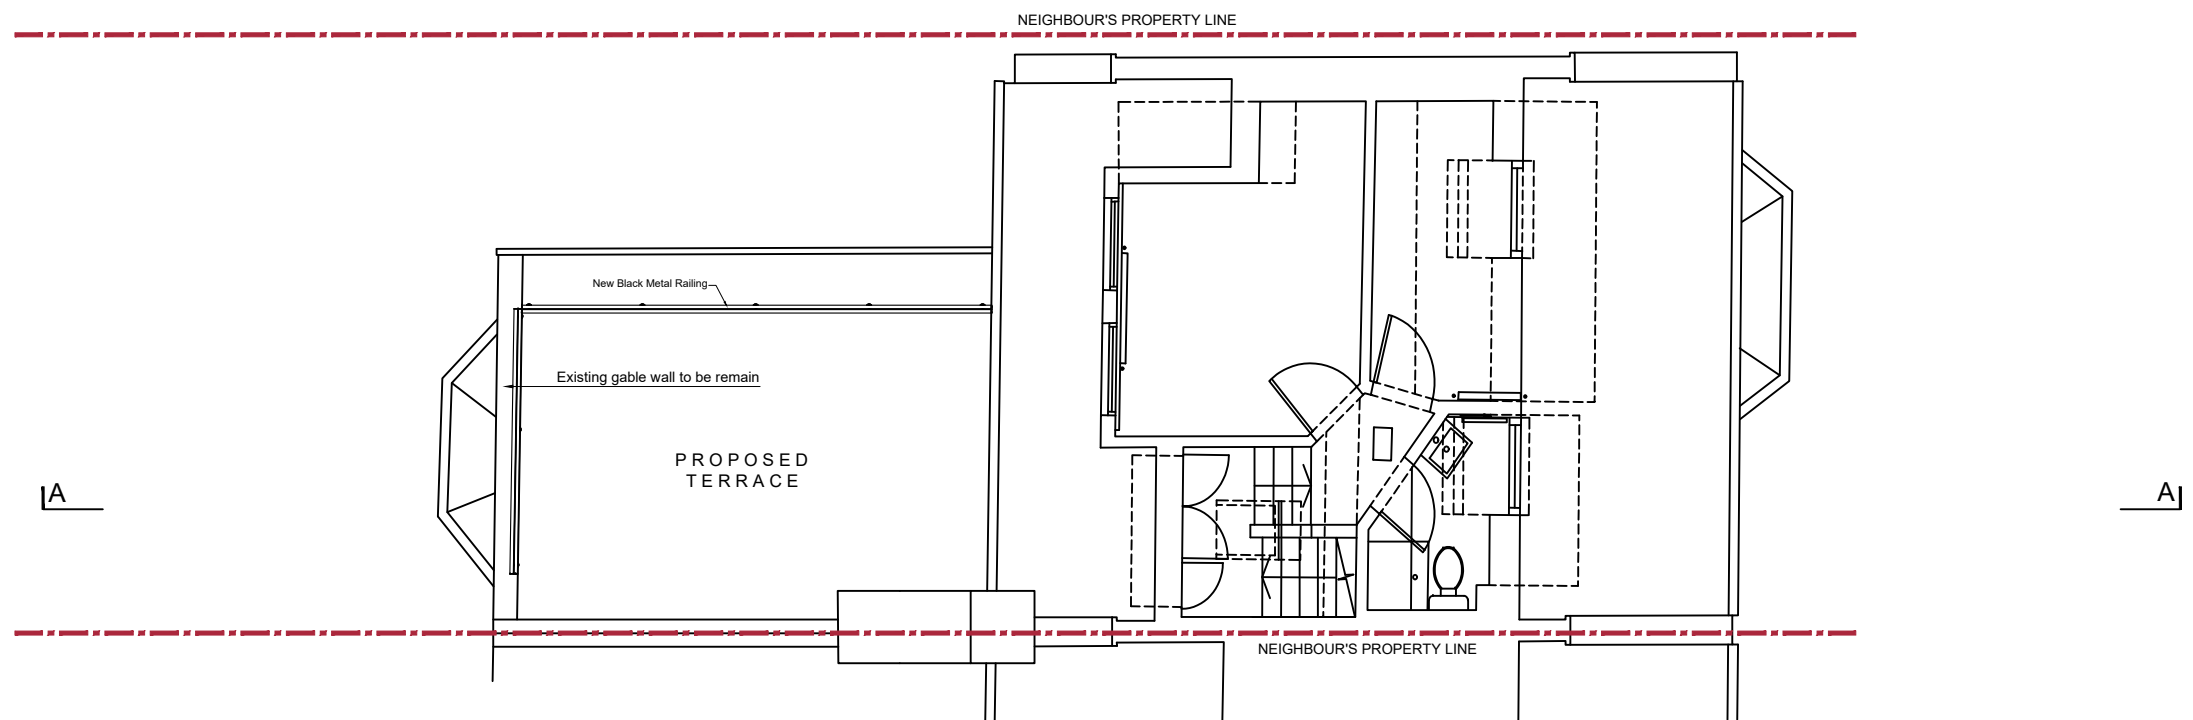 NEIGHBOUR'S PROPERTY LINE
New Black Metal Railing
Existing gable wall to be remain
PROPOSED
TERRACE
A
A
NEIGHBOUR'S PROPERTY LINE